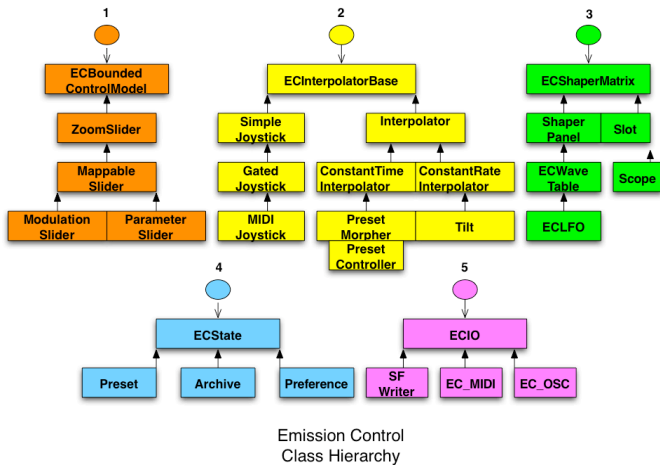 1
2
3
ECBounded
ControlModel
ECInterpolatorBase
ECShaperMatrix
ZoomSlider
Simple
Joystick
Interpolator
Shaper
Panel
Slot
Mappable
Slider
Gated
Joystick
ConstantTime
Interpolator
ConstantRate
Interpolator
ECWave
Table
Scope
Modulation
Slider
Parameter
Slider
MIDI
Joystick
Preset
Morpher
Tilt
ECLFO
Preset
Controller
4
5
ECState
ECIO
Preset
Archive
Preference
SF
Writer
EC_MIDI
EC_OSC
Emission Control
Class Hierarchy